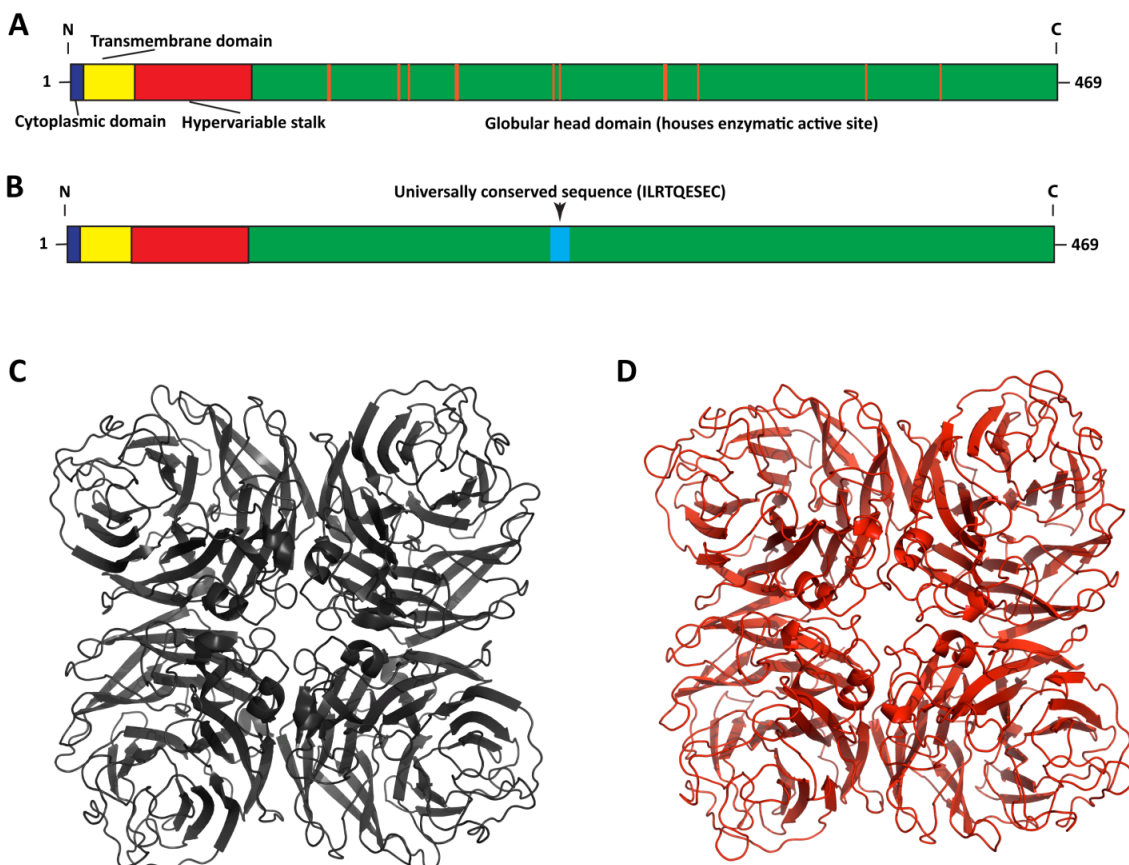 A
N
C
Transmembrane domain
1
469
Cytoplasmic domain
Hypervariable stalk
Globular head domain (houses enzymatic active site)
B
N
Universally conserved sequence (ILRTQESEC)
C
1
469
C
D